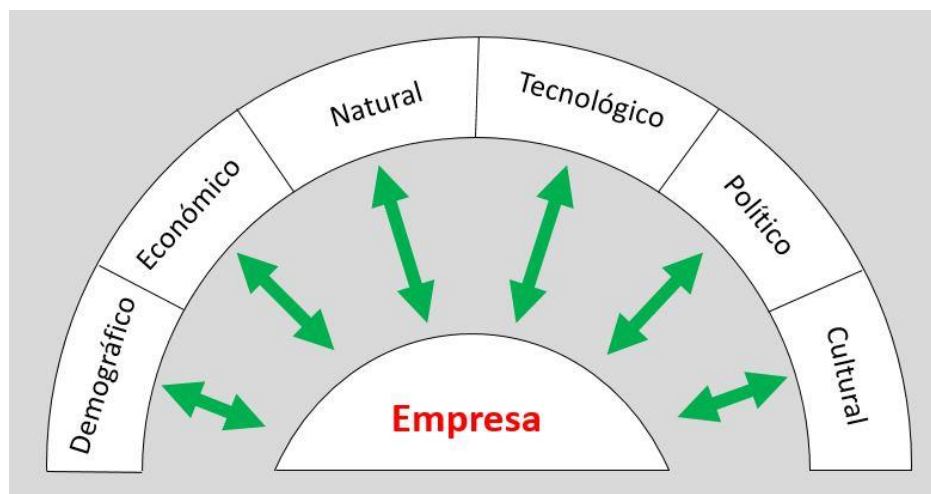 Demográfico
Económico
Natural
Tecnológico
Político
Cultural
Empresa